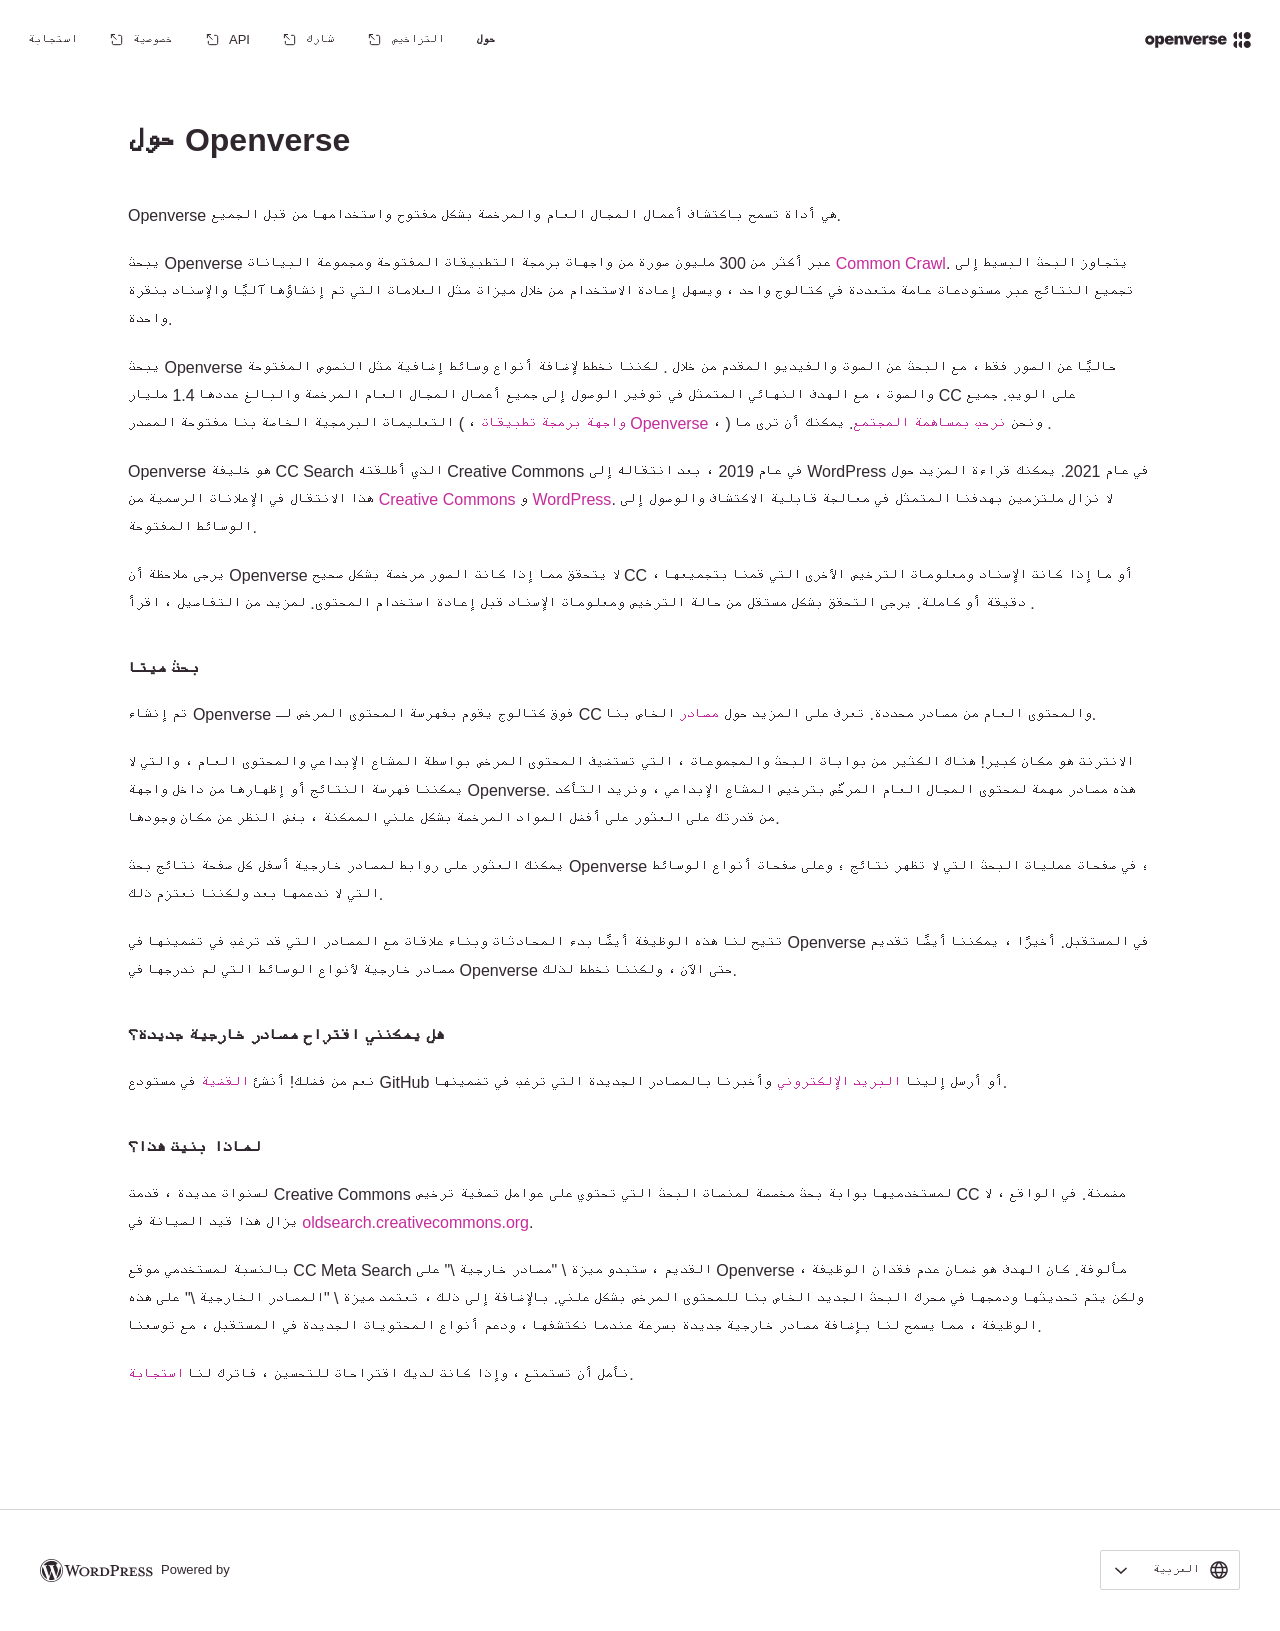 openverse
حول
التراخيص
شارك
API
خصوصية
استجابة
حول Openverse
Openverse هي أداة تسمح باكتشاف أعمال المجال العام والمرخصة بشكل مفتوح واستخدامها من قبل الجميع.
يبحث Openverse عبر أكثر من 300 مليون صورة من واجهات برمجة التطبيقات المفتوحة ومجموعة البيانات Common Crawl. يتجاوز البحث البسيط إلى
تجميع النتائج عبر مستودعات عامة متعددة في كتالوج واحد ، ويسهل إعادة الاستخدام من خلال ميزات مثل العلامات التي تم إنشاؤها آليًا والإسناد بنقرة
واحدة.
يبحث Openverse حاليًا عن الصور فقط ، مع البحث عن الصوت والفيديو المقدم من خلال . لكننا نخطط لإضافة أنواع وسائط إضافية مثل النصوص المفتوحة
والصوت ، مع الهدف النهائي المتمثل في توفير الوصول إلى جميع أعمال المجال العام المرخصة والبالغ عددها 1.4 مليار CC على الويب. جميع
التعليمات البرمجية الخاصة بنا مفتوحة المصدر ( ، واجهة برمجة تطبيقات Openverse ، ) ونحن نرحب بمساهمة المجتمع. يمكنك أن ترى ما .
Openverse هو خليفة CC Search الذي أطلقته Creative Commons في عام 2019 ، بعد انتقاله إلى WordPress في عام 2021. يمكنك قراءة المزيد حول
هذا الانتقال في الإعلانات الرسمية من Creative Commons و WordPress. لا نزال ملتزمين بهدفنا المتمثل في معالجة قابلية الاكتشاف والوصول إلى
الوسائط المفتوحة.
يرجى ملاحظة أن Openverse لا يتحقق مما إذا كانت الصور مرخصة بشكل صحيح CC ، أو ما إذا كانت الإسناد ومعلومات الترخيص الأخرى التي قمنا بتجميعها
دقيقة أو كاملة. يرجى التحقق بشكل مستقل من حالة الترخيص ومعلومات الإسناد قبل إعادة استخدام المحتوى. لمزيد من التفاصيل ، اقرأ .
بحث ميتا
تم إنشاء Openverse فوق كتالوج يقوم بفهرسة المحتوى المرخص لـ CC والمحتوى العام من مصادر محددة. تعرف على المزيد حول مصادر الخاص بنا.
الانترنت هو مكان كبير! هناك الكثير من بوابات البحث والمجموعات ، التي تستضيف المحتوى المرخص بواسطة المشاع الإبداعي والمحتوى العام ، والتي لا
يمكننا فهرسة النتائج أو إظهارها من داخل واجهة Openverse. هذه مصادر مهمة لمحتوى المجال العام المرخّص بترخيص المشاع الإبداعي ، ونريد التأكد
من قدرتك على العثور على أفضل المواد المرخصة بشكل علني الممكنة ، بغض النظر عن مكان وجودها.
يمكنك العثور على روابط لمصادر خارجية أسفل كل صفحة نتائج بحث Openverse ؛ في صفحات عمليات البحث التي لا تظهر نتائج ؛ وعلى صفحات أنواع الوسائط
التي لا ندعمها بعد ولكننا نعتزم ذلك.
تتيح لنا هذه الوظيفة أيضًا بدء المحادثات وبناء علاقات مع المصادر التي قد ترغب في تضمينها في Openverse في المستقبل. أخيرًا ، يمكننا أيضًا تقديم
مصادر خارجية لأنواع الوسائط التي لم ندرجها في Openverse حتى الآن ، ولكننا نخطط لذلك.
هل يمكنني اقتراح مصادر خارجية جديدة؟
نعم من فضلك! أنشئ القضية في مستودع GitHub أو أرسل إلينا البريد الإلكتروني وأخبرنا بالمصادر الجديدة التي ترغب في تضمينها.
لماذا بنيت هذا؟
لسنوات عديدة ، قدمت Creative Commons لمستخدميها بوابة بحث مخصصة لمنصات البحث التي تحتوي على عوامل تصفية ترخيص CC مضمنة. في الواقع ، لا
يزال هذا قيد الصيانة في oldsearch.creativecommons.org.
بالنسبة لمستخدمي موقع CC Meta Search القديم ، ستبدو ميزة \ "مصادر خارجية \" على Openverse مألوفة. كان الهدف هو ضمان عدم فقدان الوظيفة ،
ولكن يتم تحديثها ودمجها في محرك البحث الجديد الخاص بنا للمحتوى المرخص بشكل علني. بالإضافة إلى ذلك ، تعتمد ميزة \ "المصادر الخارجية \" على هذه
الوظيفة ، مما يسمح لنا بإضافة مصادر خارجية جديدة بسرعة عندما نكتشفها ، ودعم أنواع المحتويات الجديدة في المستقبل ، مع توسعنا.
نأمل أن تستمتع ، وإذا كانت لديك اقتراحات للتحسين ، فاترك لنا استجابة.
العربية
Powered by WORDPRESS